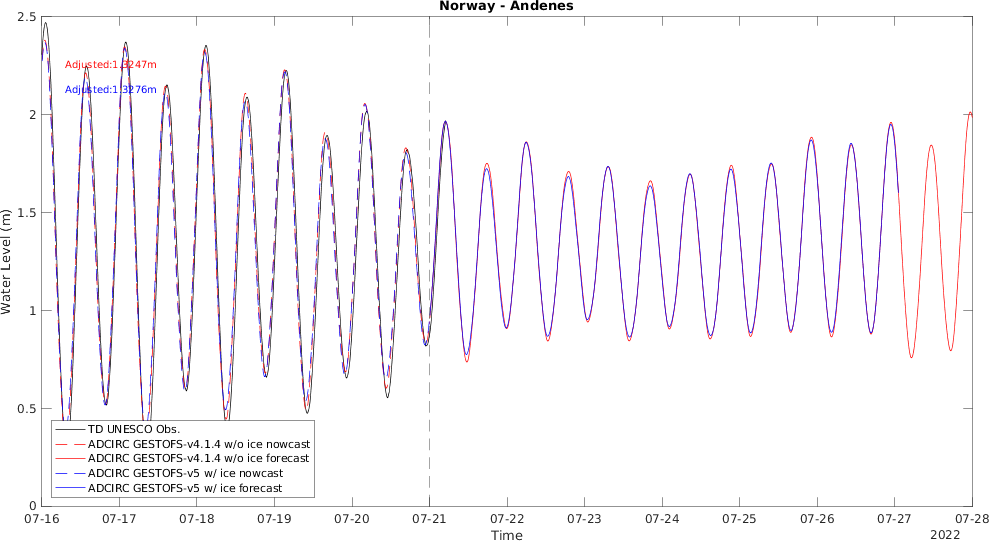 Norway - Andenes
2.5
2
1.5
1
0.5
0
Water Level (m)
Adjusted:1.3247m
Adjusted:1.3276m
TD UNESCO Obs.
ADCIRC GESTOFS-v4.1.4 w/o ice nowcast
ADCIRC GESTOFS-v4.1.4 w/o ice forecast
ADCIRC GESTOFS-v5 w/ ice nowcast
ADCIRC GESTOFS-v5 w/ ice forecast
07-16 07-17 07-18 07-19 07-20 07-21 07-22 07-23 07-24 07-25 07-26 07-27 07-28
Time
2022